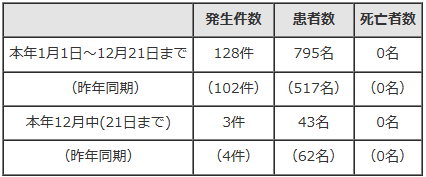 発生件数 患者数 死亡者数
本年1月1日～12月21日まで 128件 795名 0名
（昨年同期） （102件） （517名） （0名）
本年12月中(21日まで) 3件 43名 0名
（昨年同期） （4件） （62名） （0名）